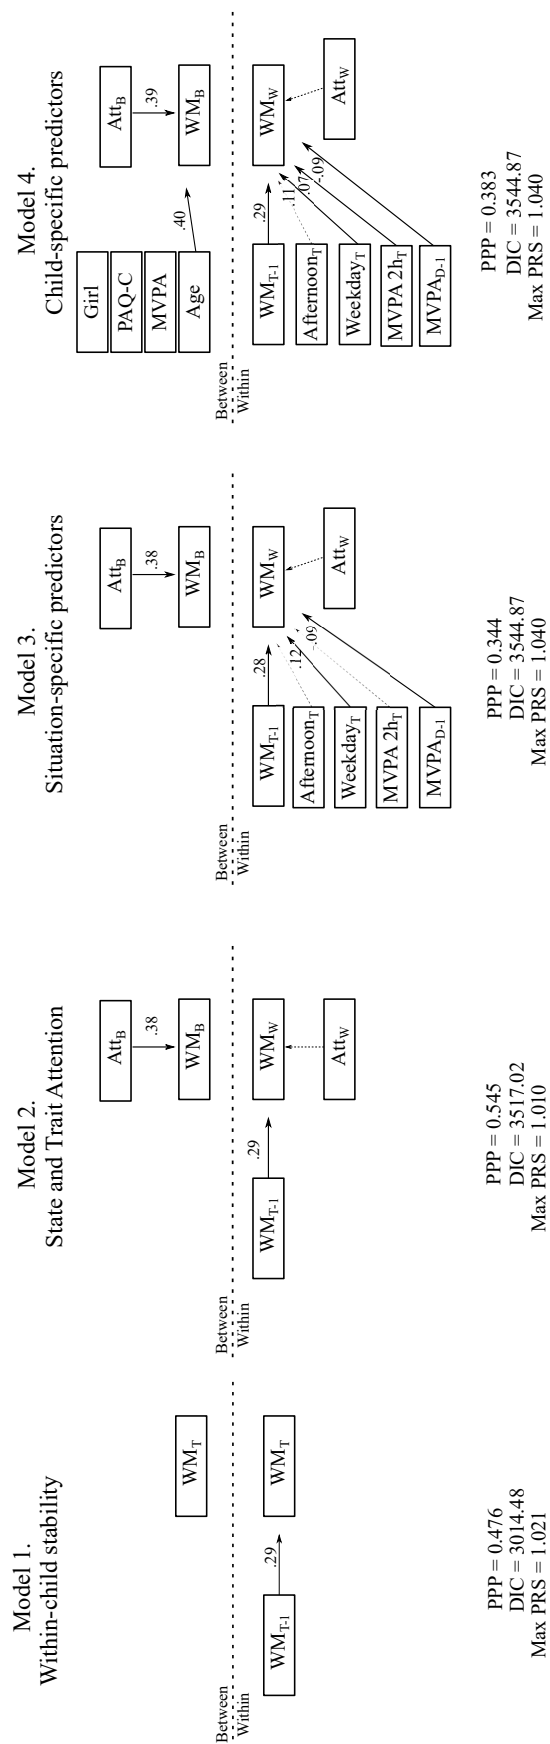 Model 1.
Within-child stability
WM_T
Between
Within
WM_T-1
.29
WM_T
PPP = 0.476
DIC = 3014.48
Max PRS = 1.021
Model 2.
State and Trait Attention
Att_B
.38
WM_B
Between
Within
WM_T-1
.29
WM_W
Att_W
PPP = 0.545
DIC = 3517.02
Max PRS = 1.010
Model 3.
Situation-specific predictors
Att_B
.38
WM_B
Between
Within
WM_T-1
.28
WM_W
Afternoon_T
.12
Weekday_T
-.09
Att_W
MVPA 2h_T
MVPA_D-1
PPP = 0.344
DIC = 3544.87
Max PRS = 1.040
Model 4.
Child-specific predictors
Girl
Att_B
PAQ-C
.39
MVPA
WM_B
Age
.40
Between
Within
WM_T-1
.29
WM_W
Afternoon_T
.11
Weekday_T
.07
Att_W
MVPA 2h_T
-.09
MVPA_D-1
PPP = 0.383
DIC = 3544.87
Max PRS = 1.040